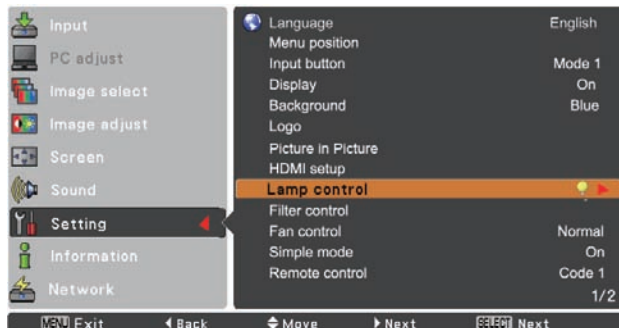 Input
PC adjust
Image select
Image adjust
Screen
Sound
Setting
Information
Network
Language English
Menu position
Input button Mode 1
Display On
Background Blue
Logo
Picture in Picture
HDMI setup
Lamp control
Filter control
Fan control Normal
Simple mode On
Remote control Code 1
1/2
MENU Exit Back Move Next SELECT Next